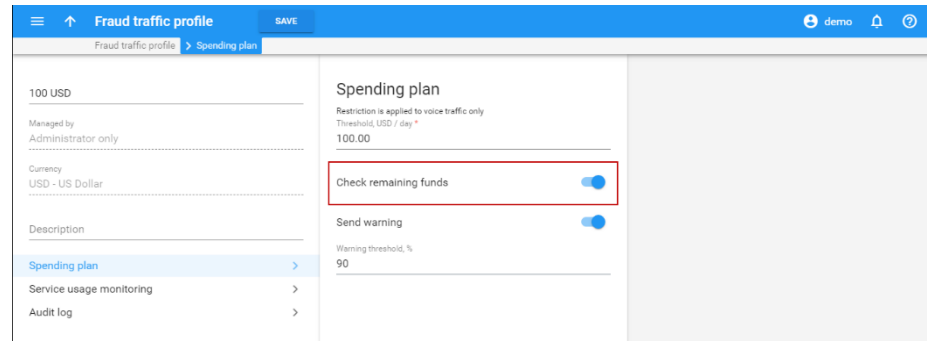 Fraud traffic profile SAVE demo
Fraud traffic profile > Spending plan
100 USD
Managed by
Administrator only
Currency
USD - US Dollar
Description
Spending plan
Service usage monitoring
Audit log
Spending plan
Restriction is applied to voice traffic only
Threshold, USD / day *
100.00
Check remaining funds
Send warning
Warning threshold, %
90